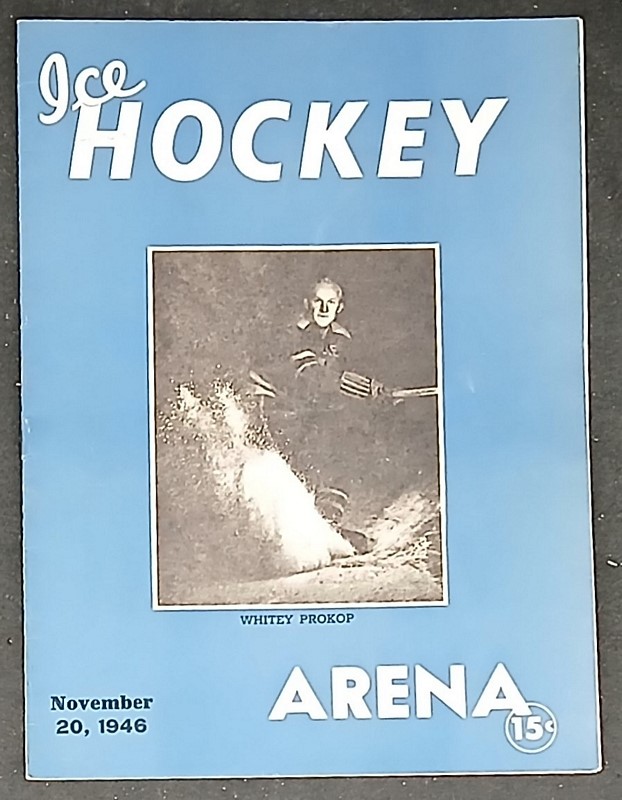 Ice
HOCKEY
WHITEY PROKOP
November
20, 1946
ARENA
15¢